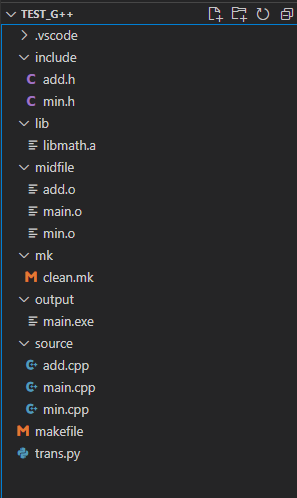 TEST_G++
.vscode
include
add.h
min.h
lib
libmath.a
midfile
add.o
main.o
min.o
mk
clean.mk
output
main.exe
source
add.cpp
main.cpp
min.cpp
makefile
trans.py